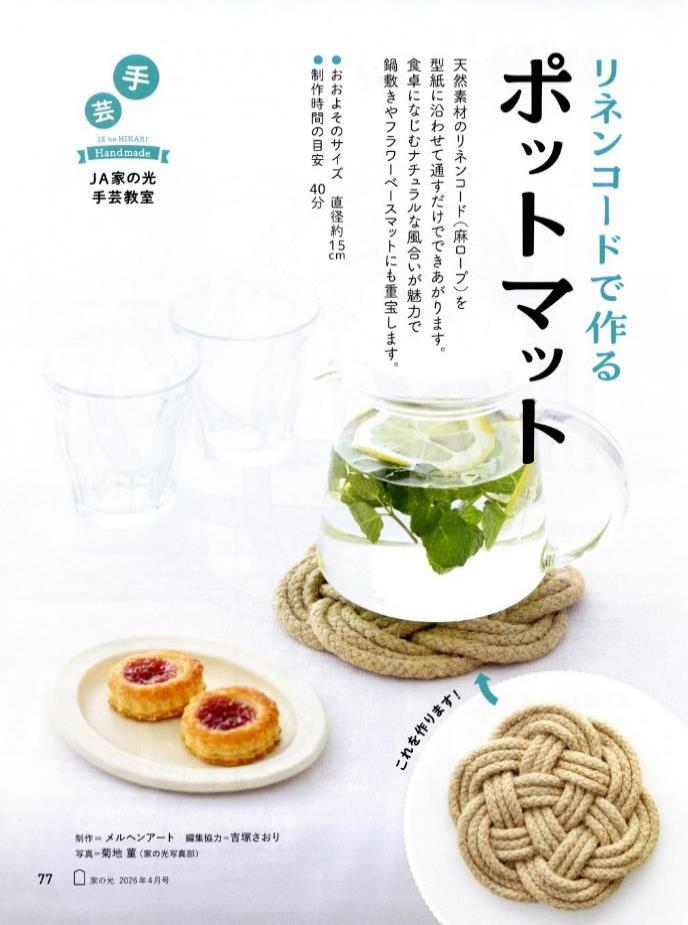 手芸
IE no HIKARI
Handmade
JA家の光
手芸教室
リネンコードで作る
ポットマット
天然素材のリネンコード(麻ロープ)を
型紙に沿わせて通すだけでできあがります。
食卓になじむナチュラルな風合いが魅力で
鍋敷きやフラワーベースマットにも重宝します。
●おおよそのサイズ 直径約15cm
●制作時間の目安 40分
これを作ります!
制作=メルヘンアート 編集協力=吉塚さおり
写真=菊地 菫(家の光写真部)
77 家の光 2026年4月号